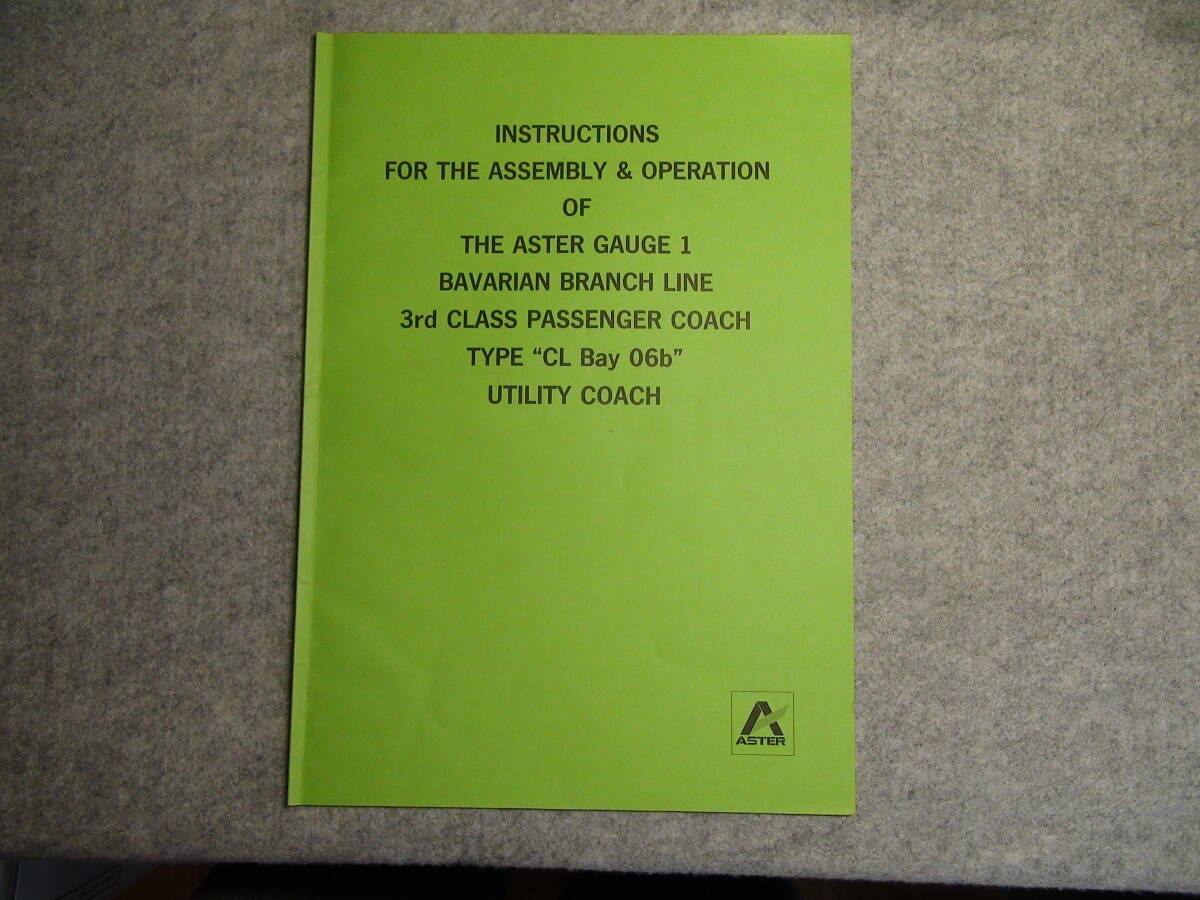 INSTRUCTIONS
FOR THE ASSEMBLY & OPERATION
OF
THE ASTER GAUGE 1
BAVARIAN BRANCH LINE
3rd CLASS PASSENGER COACH
TYPE “CL Bay 06b”
UTILITY COACH
ASTER